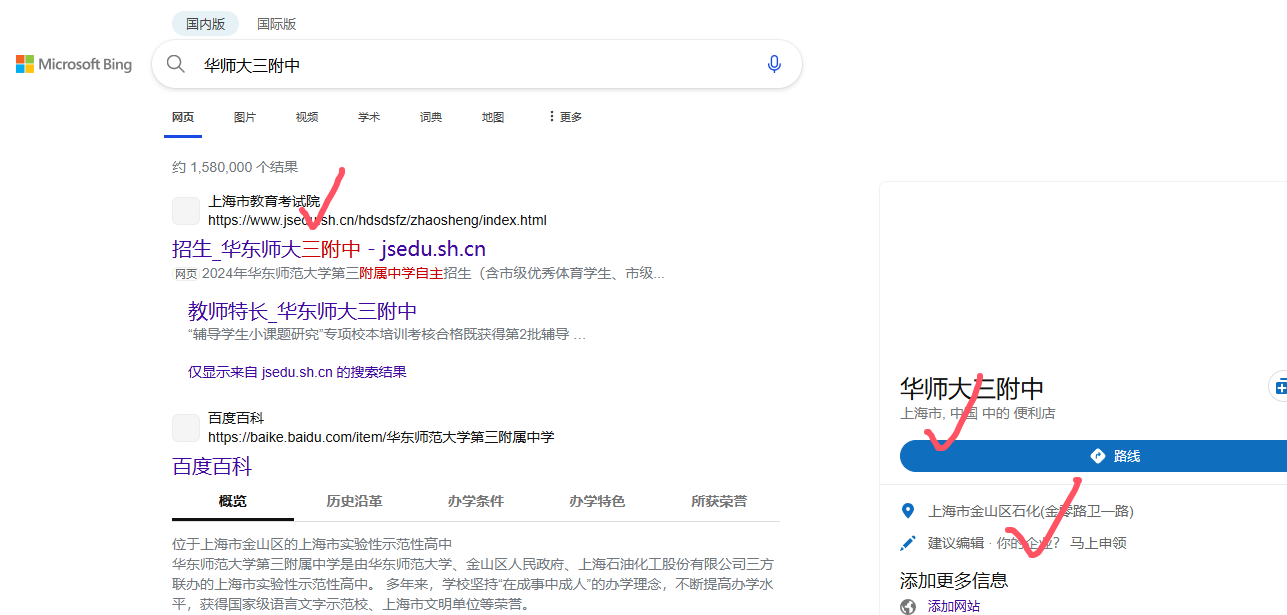 国内版 国际版
Microsoft Bing
华师大三附中
网页 图片 视频 学术 词典 地图 更多
约 1,580,000 个结果
上海市教育考试院
https://www.jsedu.sh.cn/hdsdsfz/zhaosheng/index.html
招生_华东师大三附中 - jsedu.sh.cn
网页 2024年华东师范大学第三附属中学自主招生（含市级优秀体育学生、市级...
教师特长_华东师大三附中
“辅导学生小课题研究”专项校本培训考核合格既获得第2批辅导 …
仅显示来自 jsedu.sh.cn 的搜索结果
百度百科
https://baike.baidu.com/item/华东师范大学第三附属中学
百度百科
概览 历史沿革 办学条件 办学特色 所获荣誉
位于上海市金山区的上海市实验性示范性高中
华东师范大学第三附属中学是由华东师范大学、金山区人民政府、上海石油化工股份有限公司三方
联办的上海市实验性示范性高中。 多年来，学校坚持“在成事中成人”的办学理念，不断提高办学水
平，获得国家级语言文字示范校、上海市文明单位等荣誉。
华师大三附中
上海市, 中国 中的 便利店
路线
上海市金山区石化(金零路卫一路)
建议编辑 · 你的企业? 马上申领
添加更多信息
添加网站